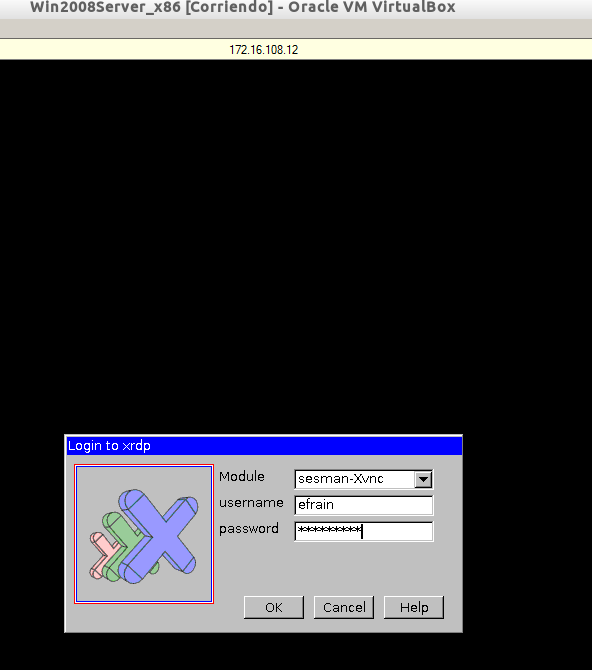 Win2008Server_x86 [Corriendo] - Oracle VM VirtualBox
172.16.108.12
Login to xrdp
Module sesman-Xvnc
username efrain
password *********
OK Cancel Help